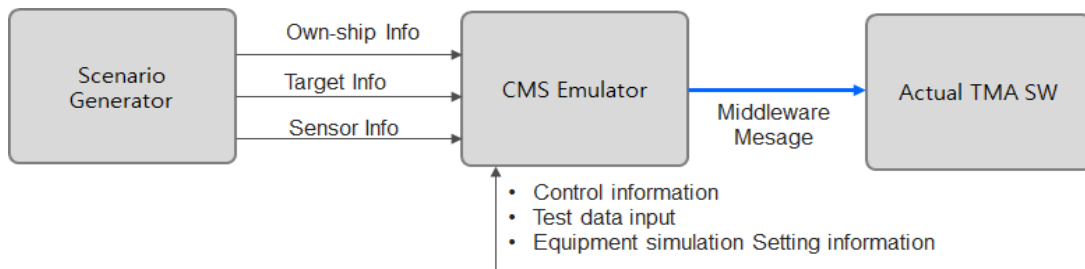 Scenario
Generator
Own-ship Info
Target Info
Sensor Info
CMS Emulator
Middleware
Mesage
Actual TMA SW
• Control information
• Test data input
• Equipment simulation Setting information